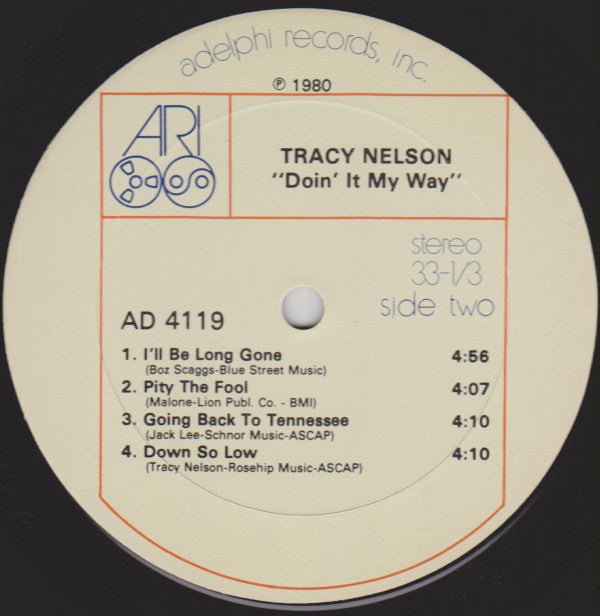 adelphi records, inc.
℗ 1980
ARI
TRACY NELSON
"Doin' It My Way"
stereo
33-1/3
side two
AD 4119
1. I'll Be Long Gone 4:56
(Boz Scaggs-Blue Street Music)
2. Pity The Fool 4:07
(Malone-Lion Publ. Co. - BMI)
3. Going Back To Tennessee 4:10
(Jack Lee-Schnor Music-ASCAP)
4. Down So Low 4:10
(Tracy Nelson-Rosehip Music-ASCAP)